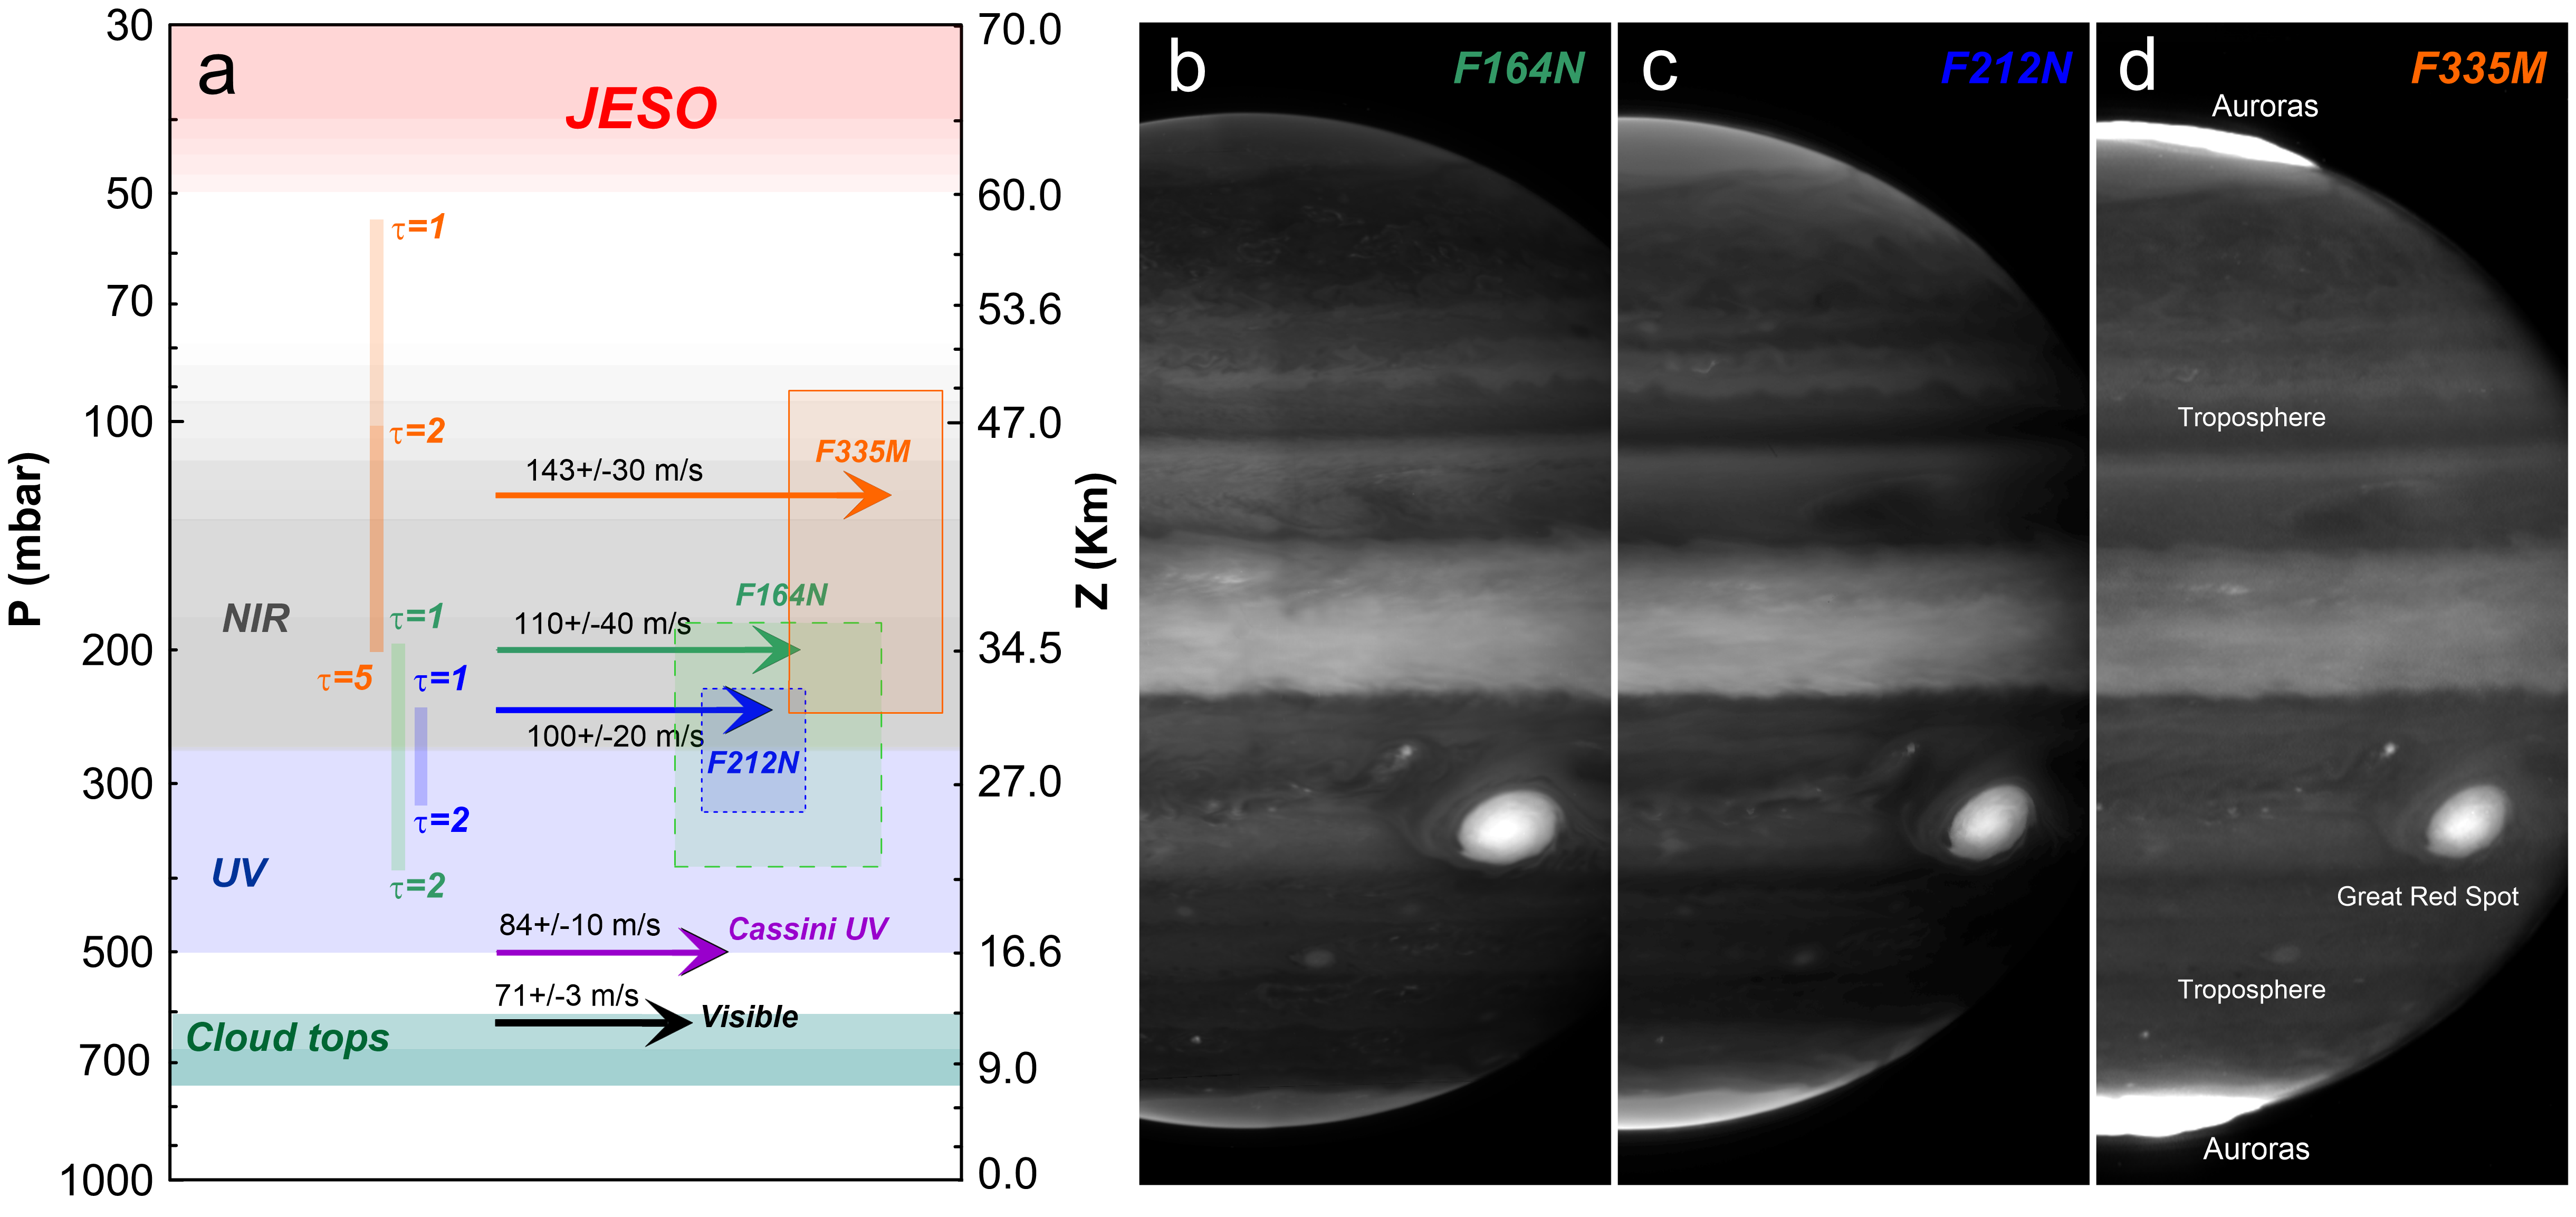 a
JESO
P (mbar)
30
50
70
100
200
300
500
700
1000
Z (Km)
70.0
60.0
53.6
47.0
34.5
27.0
16.6
9.0
0.0
τ=1
τ=2
τ=5
τ=1
τ=2
τ=1
τ=2
NIR
UV
Cloud tops
143+/-30 m/s
F335M
F164N
110+/-40 m/s
100+/-20 m/s
F212N
84+/-10 m/s
Cassini UV
71+/-3 m/s
Visible
b
F164N
c
F212N
d
F335M
Auroras
Troposphere
Great Red Spot
Troposphere
Auroras